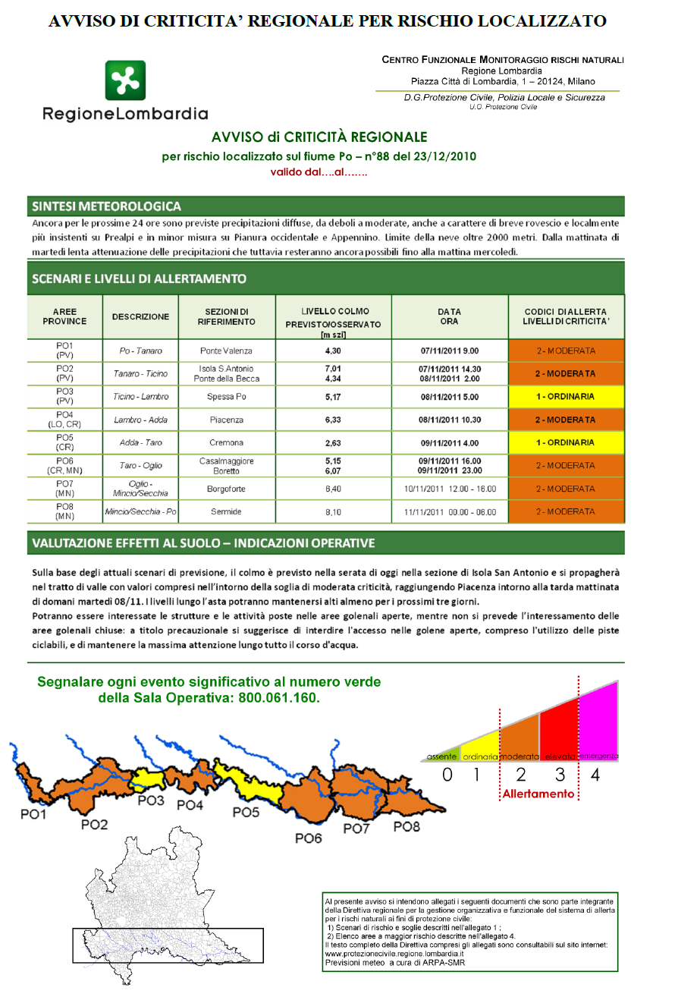 AVVISO DI CRITICITA’ REGIONALE PER RISCHIO LOCALIZZATO
RegioneLombardia
CENTRO FUNZIONALE MONITORAGGIO RISCHI NATURALI
Regione Lombardia
Piazza Città di Lombardia, 1 – 20124, Milano
D.G.Protezione Civile, Polizia Locale e Sicurezza
U.O. Protezione Civile
AVVISO di CRITICITÀ REGIONALE
per rischio localizzato sul fiume Po – n°88 del 23/12/2010
valido dal....al.......
SINTESI METEOROLOGICA
Ancora per le prossime 24 ore sono previste precipitazioni diffuse, da deboli a moderate, anche a carattere di breve rovescio e localmente
più insistenti su Prealpi e in minor misura su Pianura occidentale e Appennino. Limite della neve oltre 2000 metri. Dalla mattinata di
martedì lenta attenuazione delle precipitazioni che tuttavia resteranno ancora possibili fino alla mattina mercoledì.
SCENARI E LIVELLI DI ALLERTAMENTO
AREE PROVINCE DESCRIZIONE SEZIONI DI RIFERIMENTO LIVELLO COLMO PREVISTO/OSSERVATO [m szi] DATA ORA CODICI DI ALLERTA LIVELLI DI CRITICITA’
PO1 (PV) Po - Tanaro Ponte Valenza 4,30 07/11/2011 9.00 2 - MODERATA
PO2 (PV) Tanaro - Ticino Isola S.Antonio 7,01 07/11/2011 14.30 2 - MODERATA
Ponte della Becca 4,34 08/11/2011 2.00
PO3 (PV) Ticino - Lambro Spessa Po 5,17 08/11/2011 5.00 1 - ORDINARIA
PO4 (LO, CR) Lambro - Adda Piacenza 6,33 08/11/2011 10.30 2 - MODERATA
PO5 (CR) Adda - Taro Cremona 2,63 09/11/2011 4.00 1 - ORDINARIA
PO6 (CR, MN) Taro - Oglio Casalmaggiore 5,15 09/11/2011 16.00 2 - MODERATA
Boretto 6,07 09/11/2011 23.00
PO7 (MN) Oglio - Mincio/Secchia Borgoforte 6,40 10/11/2011 12.00 - 16.00 2 - MODERATA
PO8 (MN) Mincio/Secchia - Po Sermide 8,10 11/11/2011 00.00 - 06.00 2 - MODERATA
VALUTAZIONE EFFETTI AL SUOLO – INDICAZIONI OPERATIVE
Sulla base degli attuali scenari di previsione, il colmo è previsto nella serata di oggi nella sezione di Isola San Antonio e si propagherà
nel tratto di valle con valori compresi nell’intorno della soglia di moderata criticità, raggiungendo Piacenza intorno alla tarda mattinata
di domani martedì 08/11. I livelli lungo l’asta potranno mantenersi alti almeno per i prossimi tre giorni.
Potranno essere interessate le strutture e le attività poste nelle aree golenali aperte, mentre non si prevede l’interessamento delle
aree golenali chiuse: a titolo precauzionale si suggerisce di interdire l'accesso nelle golene aperte, compreso l'utilizzo delle piste
ciclabili, e di mantenere la massima attenzione lungo tutto il corso d'acqua.
Segnalare ogni evento significativo al numero verde
della Sala Operativa: 800.061.160.
assente ordinaria moderata elevata emergenza
0 1 2 3 4
Allertamento
PO1
PO2
PO3
PO4
PO5
PO6
PO7
PO8
Al presente avviso si intendono allegati i seguenti documenti che sono parte integrante
della Direttiva regionale per la gestione organizzativa e funzionale del sistema di allerta
per i rischi naturali ai fini di protezione civile:
1) Scenari di rischio e soglie descritti nell'allegato 1 ;
2) Elenco aree a maggior rischio descritte nell'allegato 4.
Il testo completo della Direttiva compresi gli allegati sono consultabili sul sito internet:
www.protezionecivile.regione.lombardia.it
Previsioni meteo a cura di ARPA-SMR